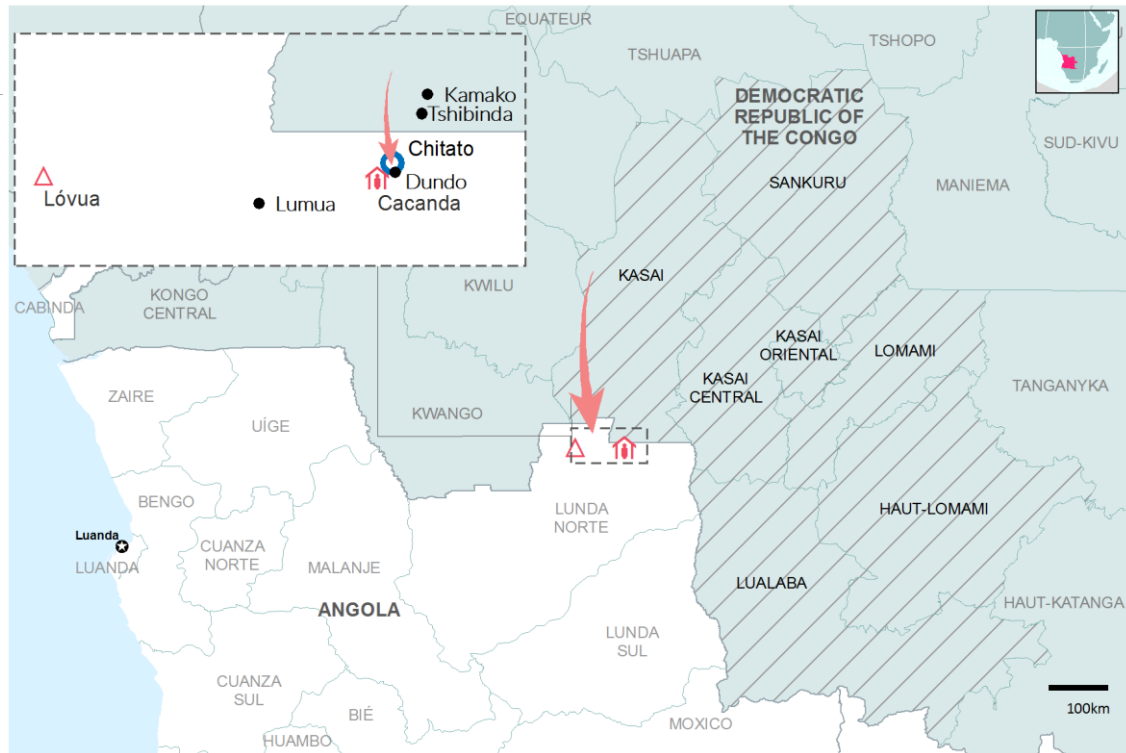 EQUATEUR
TSHUAPA
TSHOPO
DEMOCRATIC
REPUBLIC OF
THE CONGO
SUD-KIVU
MANIEMA
SANKURU
Kamako
Tshibinda
Chitato
Dundo
Cacanda
Lóvua
Lumua
CABINDA
KONGO
CENTRAL
KWILU
KASAI
KASAI
ORIENTAL
LOMAMI
KASAI
CENTRAL
TANGANYKA
ZAIRE
UÍGE
KWANGO
BENGO
LUNDA
NORTE
HAUT-LOMAMI
Luanda
LUANDA
CUANZA
NORTE
MALANJE
LUALABA
ANGOLA
HAUT-KATANGA
LUNDA
SUL
CUANZA
SUL
BIÉ
MOXICO
HUAMBO
100km